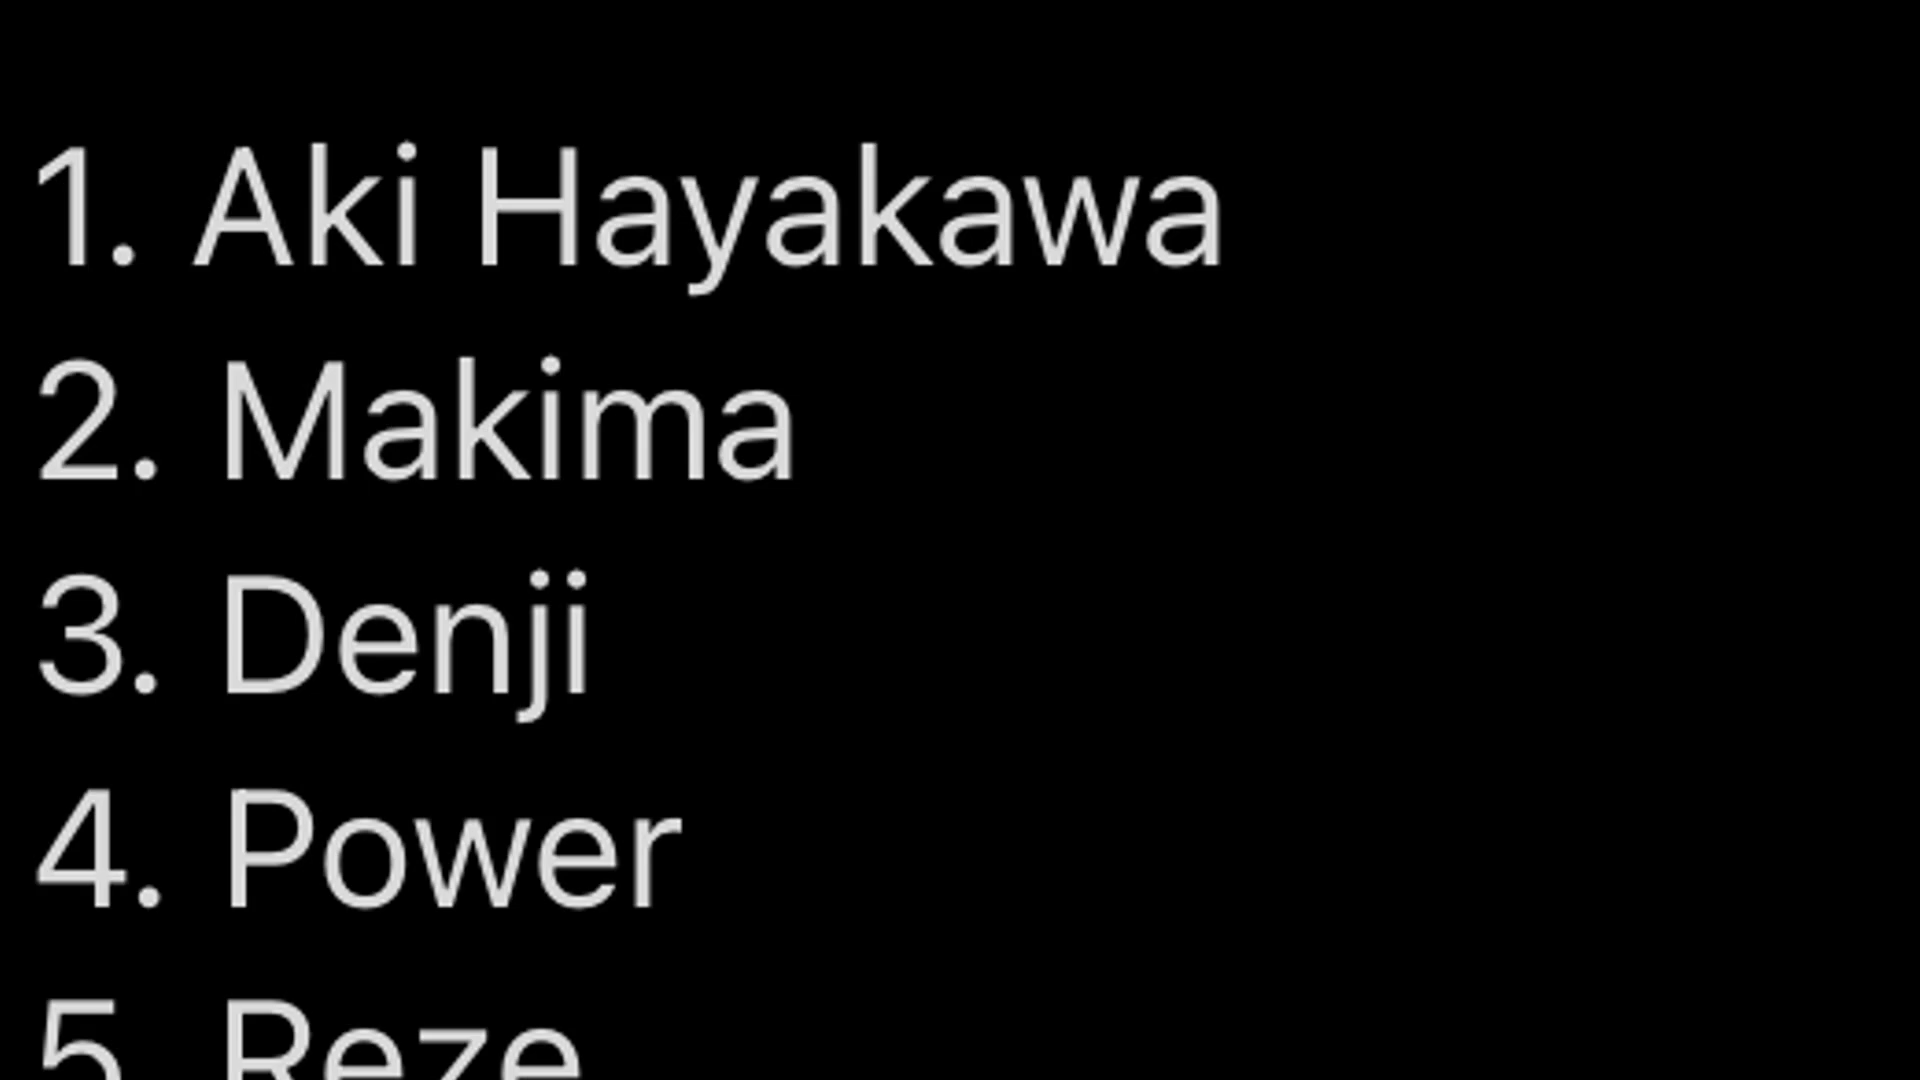 1. Aki Hayakawa
2. Makima
3. Denji
4. Power
5. Reze